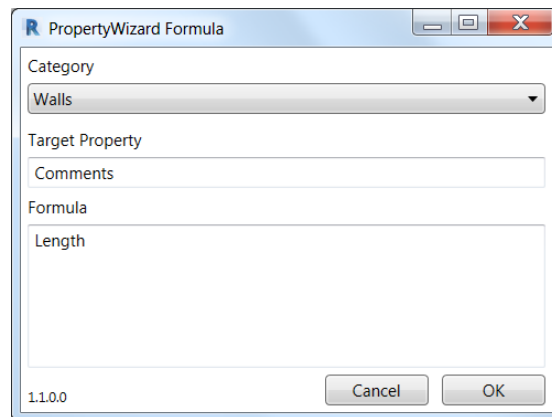 PropertyWizard Formula
Category
Walls
Target Property
Comments
Formula
Length
1.1.0.0
Cancel
OK